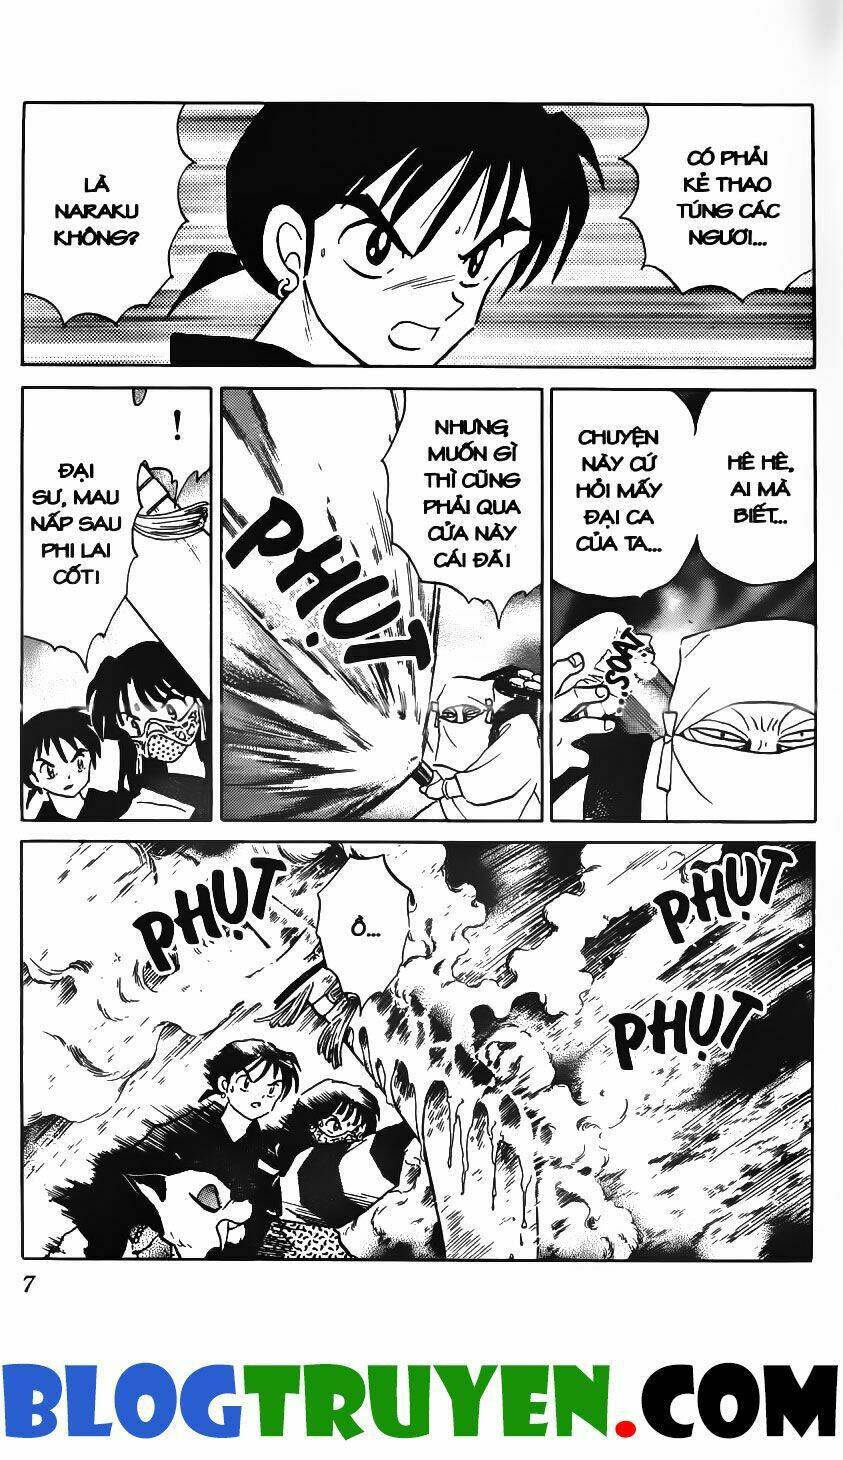 CÓ PHẢI
KẺ THAO
TÚNG CÁC
NGƯƠI...
LÀ
NARAKU
KHÔNG?
HÊ HÊ,
AI MÀ
BIẾT...
CHUYỆN
NÀY CỨ
HỎI MẤY
ĐẠI CA
CỦA TA...
...SOẠT
NHƯNG,
MUỐN GÌ
THÌ CŨNG
PHẢI QUA
CỬA NÀY
CÁI ĐÃ!
PHỤT
!
ĐẠI
SƯ, MAU
NẤP SAU
PHI LAI
CỐT!
PHỤT
Ồ...
PHỤT
PHỤT
7
BLOGTRUYEN.COM